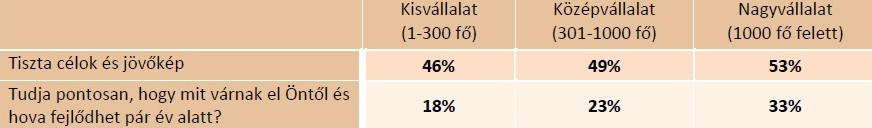 Kisvállalat Középvállalat Nagyvállalat
(1-300 fő) (301-1000 fő) (1000 fő felett)
Tiszta célok és jövőkép 46% 49% 53%
Tudja pontosan, hogy mit várnak el Öntől és
hova fejlődhet pár év alatt? 18% 23% 33%